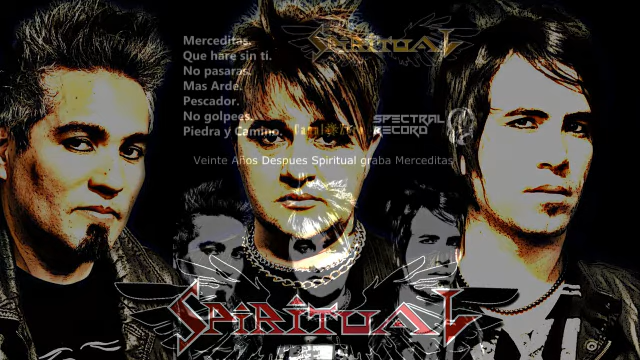 Merceditas.
SPIRITUAL
Que hare sin ti.
No pasaras.
Mas Arde.
Pescador.
No golpees.
Piedra y Camino.
SPECTRAL
RECORD
Veinte Años Despues Spiritual graba Merceditas
SPIRITUAL